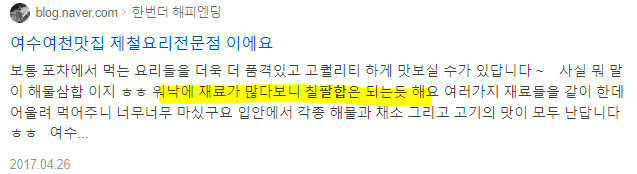 blog.naver.com › 한번더 해피엔딩
여수여천맛집 제철요리전문점 이에요
보통 포차에서 먹는 요리들을 더욱 더 품격있고 고퀄리티 하게 맛보실 수가 있답니다 ~ 사실 뭐 말
이 해물삼합 이지 ㅎㅎ 워낙에 재료가 많다보니 칠팔합은 되는듯 해요 여러가지 재료들을 같이 한데
어울려 먹어주니 너무너무 마싰구요 입안에서 각종 해물과 채소 그리고 고기의 맛이 모두 난답니다
ㅎㅎ 여수...
2017.04.26